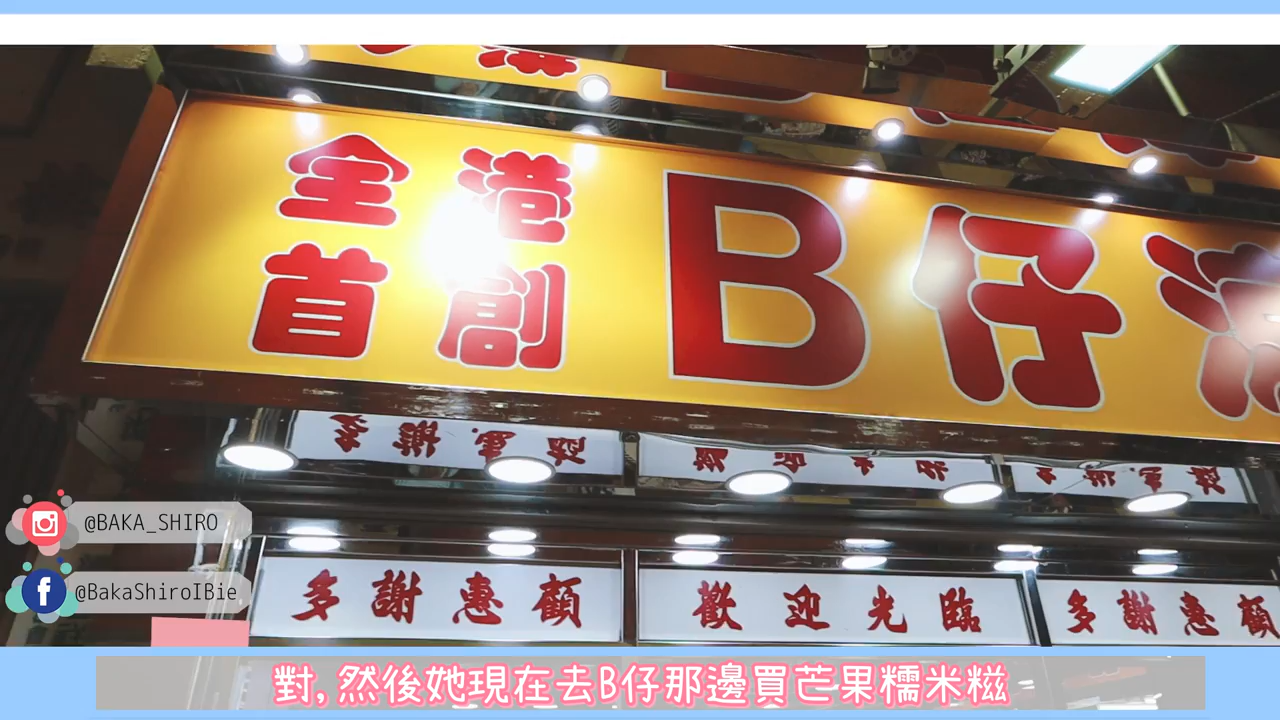 全港
首創
B仔
@BAKA_SHIRO
@BakaShiroIBie
多謝惠顧
歡迎光臨
多謝惠顧
對,然後她現在去B仔那邊買芒果糯米糍